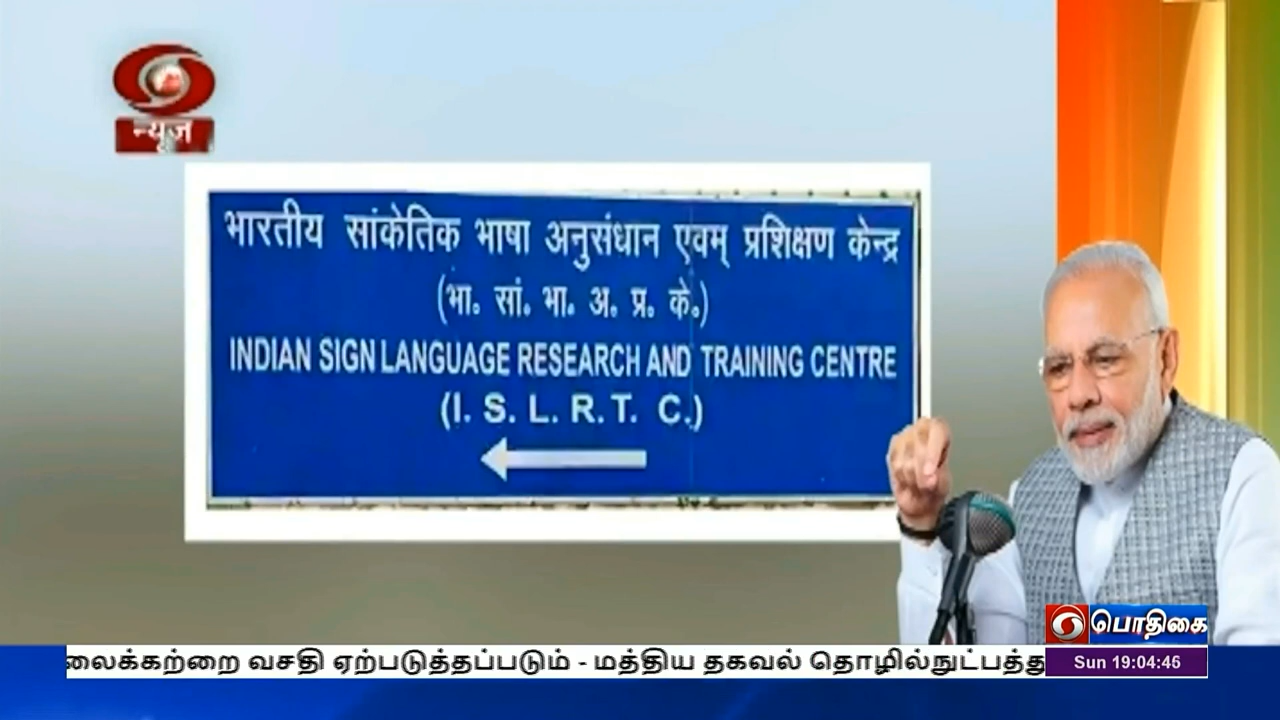 न्यूज़
भारतीय सांकेतिक भाषा अनुसंधान एवम् प्रशिक्षण केन्द्र
(भा. सां. भा. अ. प्र. के.)
INDIAN SIGN LANGUAGE RESEARCH AND TRAINING CENTRE
(I. S. L. R. T. C.)
பொதிகை
லைக்கற்றை வசதி ஏற்படுத்தப்படும் - மத்திய தகவல் தொழில்நுட்பத்து
Sun 19:04:46